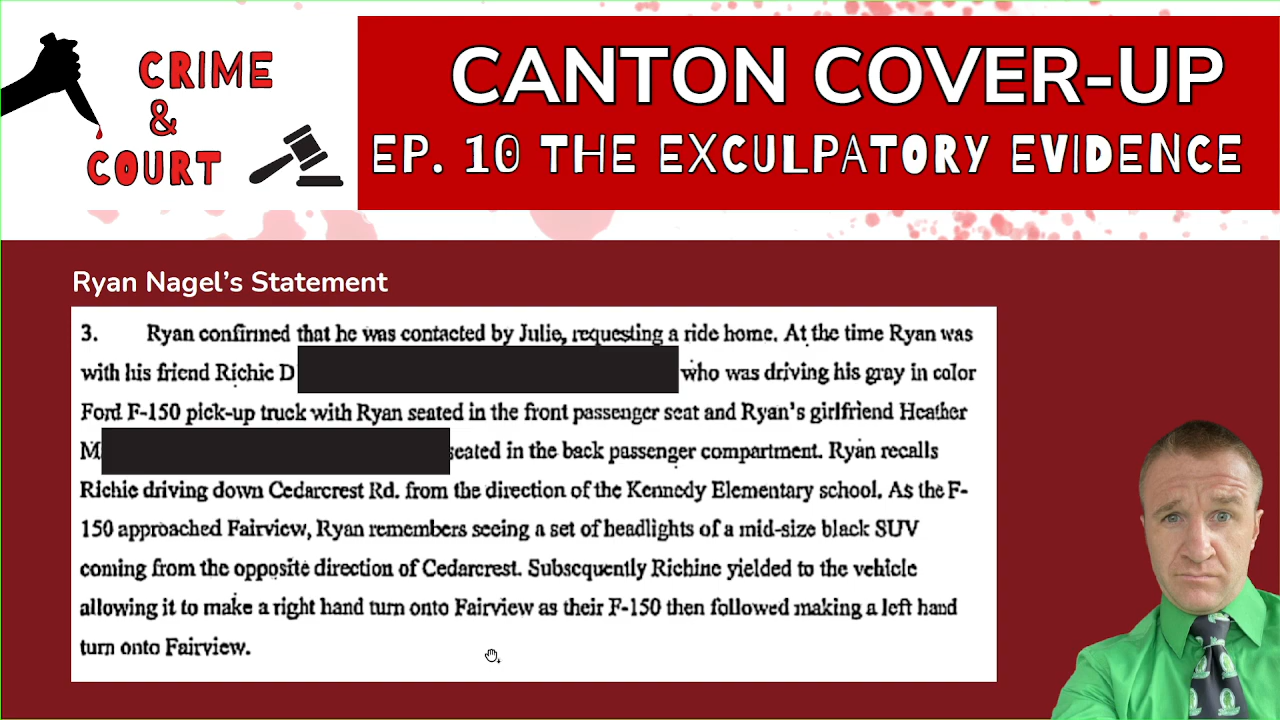 CRIME
&
COURT
CANTON COVER-UP
EP. 10 THE EXCULPATORY EVIDENCE
Ryan Nagel's Statement
3. Ryan confirmed that he was contacted by Julie, requesting a ride home. At the time Ryan was
with his friend Richie D who was driving his gray in color
Ford F-150 pick-up truck with Ryan seated in the front passenger seat and Ryan's girlfriend Heather
M seated in the back passenger compartment. Ryan recalls
Richie driving down Cedarcrest Rd. from the direction of the Kennedy Elementary school. As the F-
150 approached Fairview, Ryan remembers seeing a set of headlights of a mid-size black SUV
coming from the opposite direction of Cedarcrest. Subsequently Richine yielded to the vehicle
allowing it to make a right hand turn onto Fairview as their F-150 then followed making a left hand
turn onto Fairview.